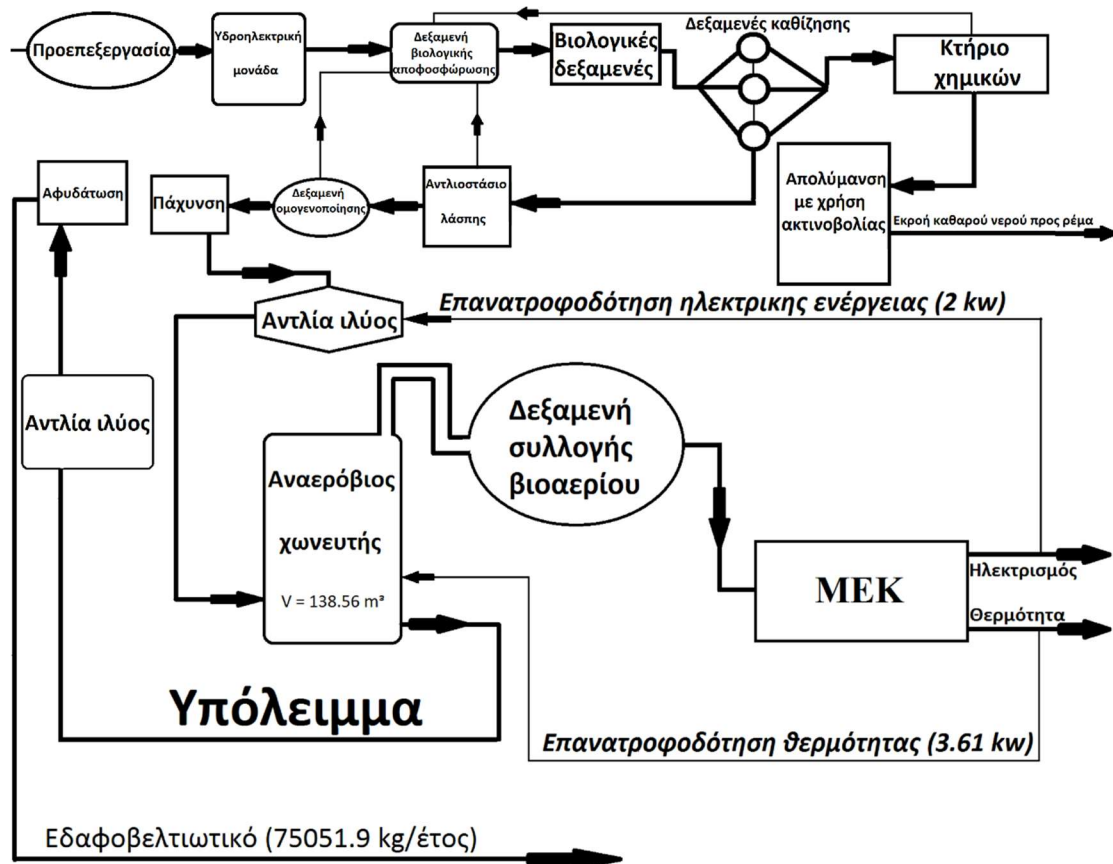 Προεπεξεργασία
Υδροηλεκτρική
μονάδα
Δεξαμενή
βιολογικής
αποφοσφώρωσης
Βιολογικές
δεξαμενές
Δεξαμενές καθίζησης
Κτήριο
χημικών
Αφυδάτωση
Πάχυνση
Δεξαμενή
ομογενοποίησης
Αντλιοστάσιο
λάσπης
Απολύμανση
με χρήση
ακτινοβολίας
Εκροή καθαρού νερού προς ρέμα
Επανατροφοδότηση ηλεκτρικης ενέργειας (2 kw)
Αντλία ιλύος
Αντλία ιλύος
Δεξαμενή
συλλογής
βιοαερίου
Αναερόβιος
χωνευτής
V = 138.56 m³
ΜΕΚ
Ηλεκτρισμός
Θερμότητα
Υπόλειμμα
Επανατροφοδότηση θερμότητας (3.61 kw)
Εδαφοβελτιωτικό (75051.9 kg/έτος)